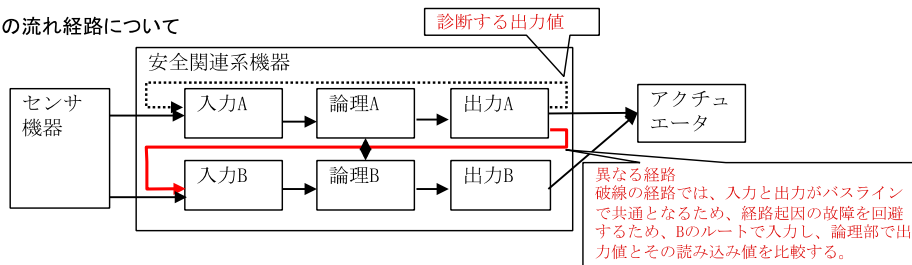 の流れ経路について
診断する出力値
安全関連系機器
センサ
機器
入力A
論理A
出力A
アクチュ
エータ
入力B
論理B
出力B
異なる経路
破線の経路では、入力と出力がバスライン
で共通となるため、経路起因の故障を回避
するため、Bのルートで入力し、論理部で出
力値とその読み込み値を比較する。